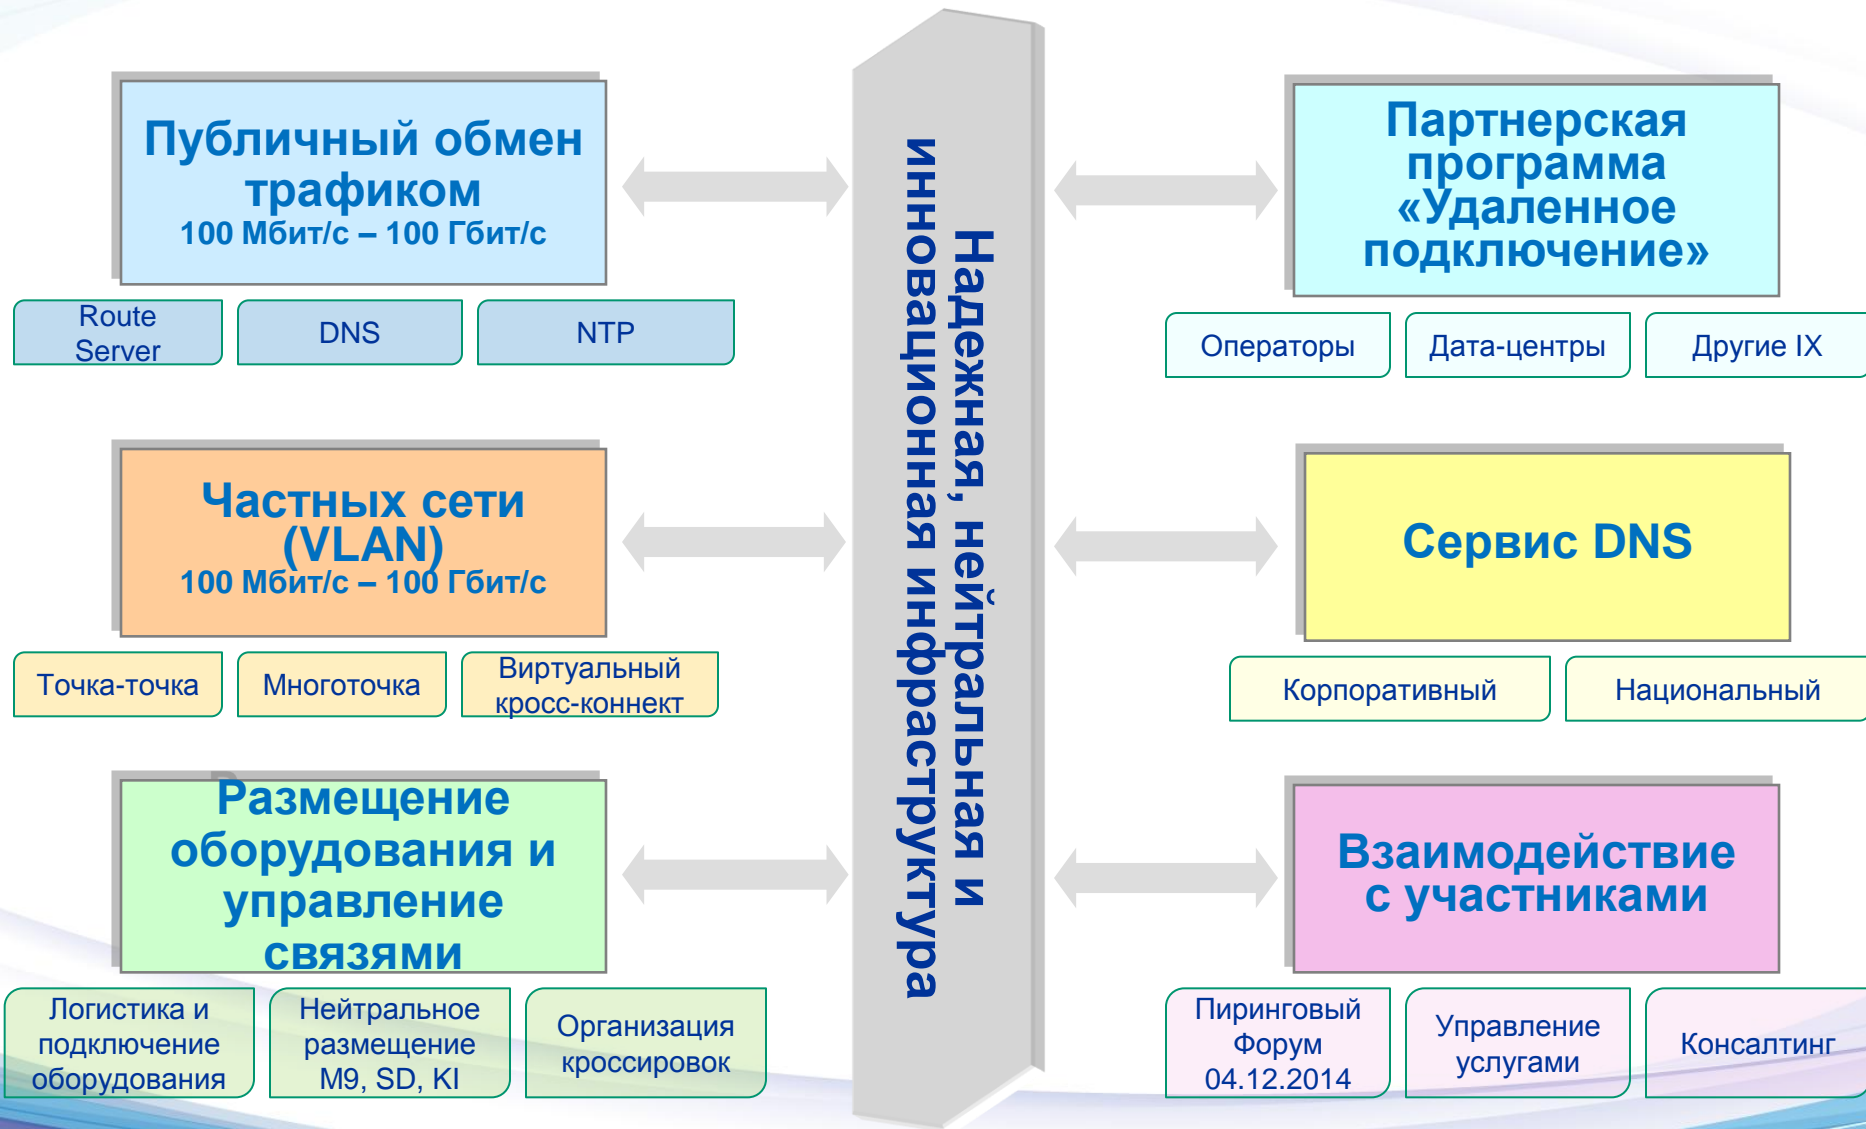 Публичный обмен
трафиком
100 Мбит/с – 100 Гбит/с
Route
Server
DNS
NTP
Частных сети
(VLAN)
100 Мбит/с – 100 Гбит/с
Точка-точка
Многоточка
Виртуальный
кросс-коннект
Размещение
оборудования и
управление
связями
Логистика и
подключение
оборудования
Нейтральное
размещение
M9, SD, KI
Организация
кроссировок
Надежная, нейтральная и
инновационная инфраструктура
Партнерская
программа
«Удаленное
подключение»
Операторы
Дата-центры
Другие IX
Сервис DNS
Корпоративный
Национальный
Взаимодействие
с участниками
Пиринговый
Форум
04.12.2014
Управление
услугами
Консалтинг